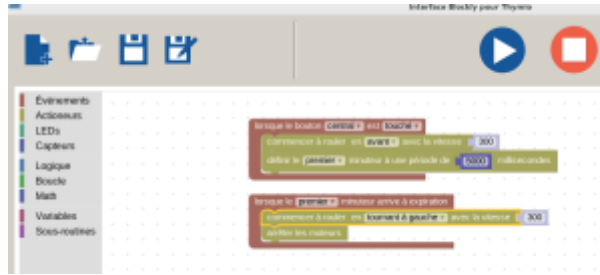 Interface Blockly pour Thymio
Événements
Actionneurs
LEDs
Capteurs
Logique
Boucle
Math
Variables
Sous-routines
lorsque le bouton central est touché
commencer à rouler en avant avec la vitesse 300
définir le premier minuteur à une période de 5000 millisecondes
lorsque le premier minuteur arrive à expiration
commencer à rouler en tournant à gauche avec la vitesse 300
arrêter les moteurs